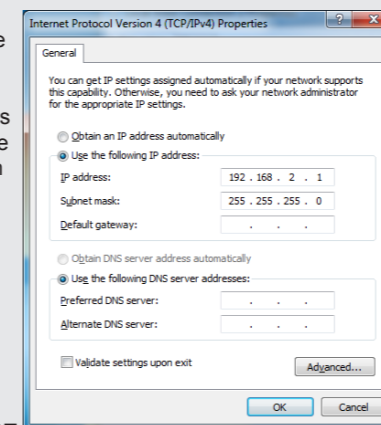 Internet Protocol Version 4 (TCP/IPv4) Properties
General
You can get IP settings assigned automatically if your network supports
this capability. Otherwise, you need to ask your network administrator
for the appropriate IP settings.
Obtain an IP address automatically
Use the following IP address:
IP address: 192 . 168 . 2 . 1
Subnet mask: 255 . 255 . 255 . 0
Default gateway: . . .
Obtain DNS server address automatically
Use the following DNS server addresses:
Preferred DNS server: . . .
Alternate DNS server: . . .
Validate settings upon exit
Advanced...
OK Cancel